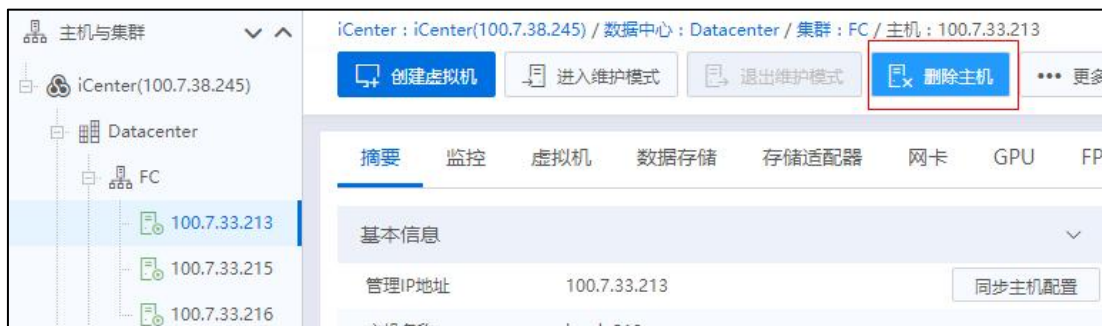 主机与集群
iCenter(100.7.38.245)
Datacenter
FC
100.7.33.213
100.7.33.215
100.7.33.216
iCenter：iCenter(100.7.38.245) / 数据中心：Datacenter / 集群：FC / 主机：100.7.33.213
创建虚拟机 进入维护模式 退出维护模式 删除主机 ••• 更多
摘要 监控 虚拟机 数据存储 存储适配器 网卡 GPU FP
基本信息
管理IP地址 100.7.33.213 同步主机配置